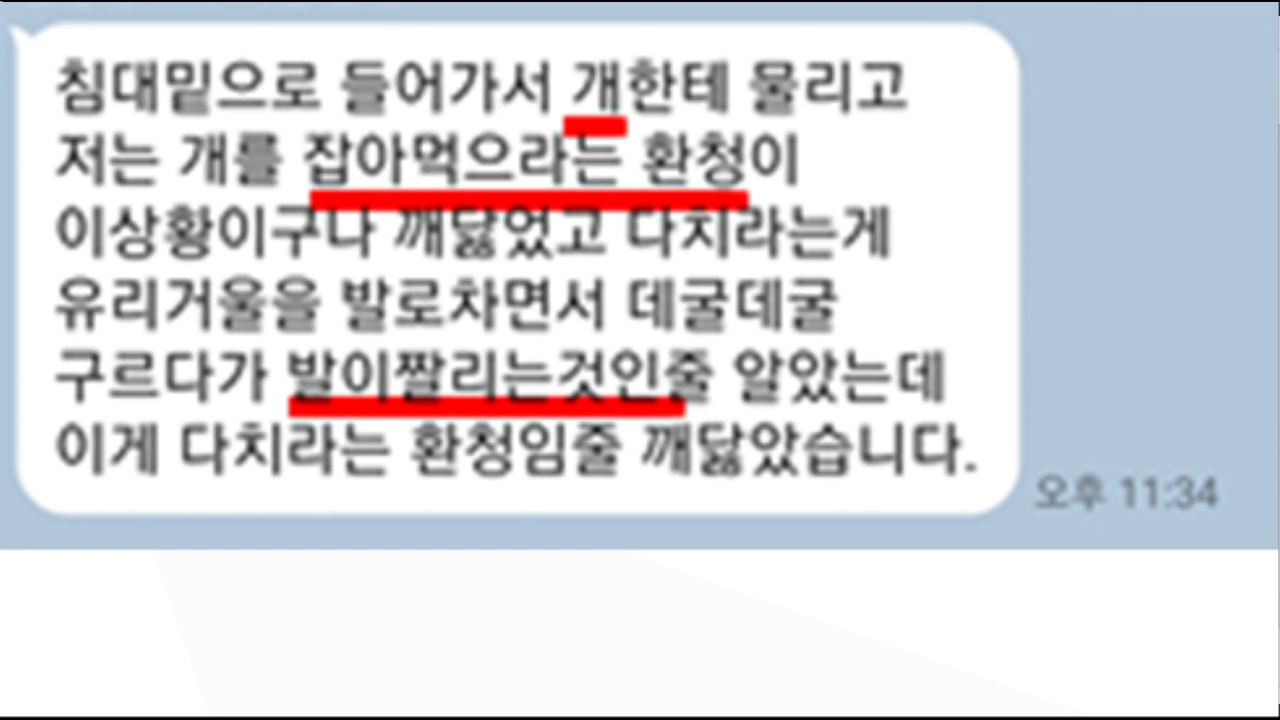 침대밑으로 들어가서 개한테 물리고
저는 개를 잡아먹으라는 환청이
이상황이구나 깨닳었고 다치라는게
유리거울을 발로차면서 데굴데굴
구르다가 발이짤리는것인줄 알았는데
이게 다치라는 환청임줄 깨닳았습니다.
오후 11:34